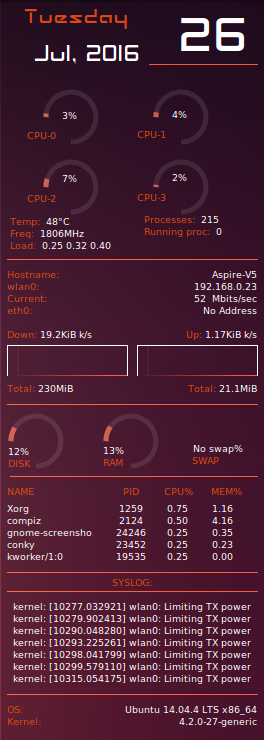 Tuesday
Jul, 2016 26
3% 4%
CPU-0 CPU-1
7% 2%
CPU-2 CPU-3
Temp: 48°C Processes: 215
Freq: 1806MHz Running proc: 0
Load: 0.25 0.32 0.40
Hostname: Aspire-V5
wlan0: 192.168.0.23
Current: 52 Mbits/sec
eth0: No Address
Down: 19.2KiB k/s Up: 1.17KiB k/s
Total: 230MiB Total: 21.1MiB
12% 13% No swap%
DISK RAM SWAP
NAME PID CPU% MEM%
Xorg 1259 0.75 1.16
compiz 2124 0.50 4.16
gnome-screensho 24246 0.25 0.35
conky 23452 0.25 0.23
kworker/1:0 19535 0.25 0.00
SYSLOG:
kernel: [10277.032921] wlan0: Limiting TX power
kernel: [10279.902413] wlan0: Limiting TX power
kernel: [10290.048280] wlan0: Limiting TX power
kernel: [10293.225261] wlan0: Limiting TX power
kernel: [10298.041799] wlan0: Limiting TX power
kernel: [10299.579110] wlan0: Limiting TX power
kernel: [10315.054175] wlan0: Limiting TX power
OS: Ubuntu 14.04.4 LTS x86_64
Kernel: 4.2.0-27-generic